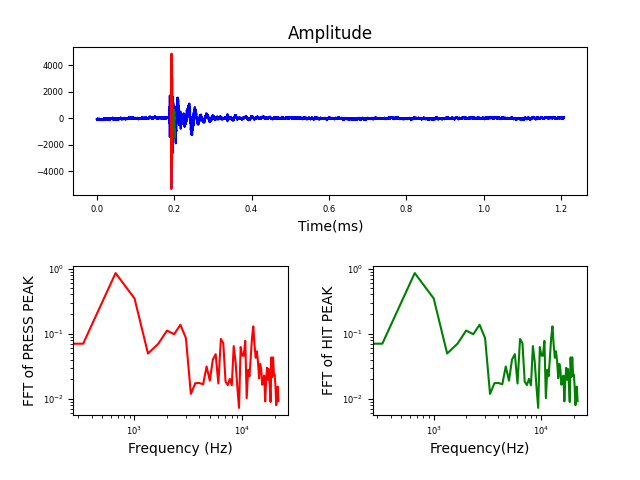 Amplitude
4000
2000
0
−2000
−4000
0.0 0.2 0.4 0.6 0.8 1.0 1.2
Time(ms)
FFT of PRESS PEAK
10⁰
10⁻¹
10⁻²
10³ 10⁴
Frequency (Hz)
FFT of HIT PEAK
10⁰
10⁻¹
10⁻²
10³ 10⁴
Frequency(Hz)